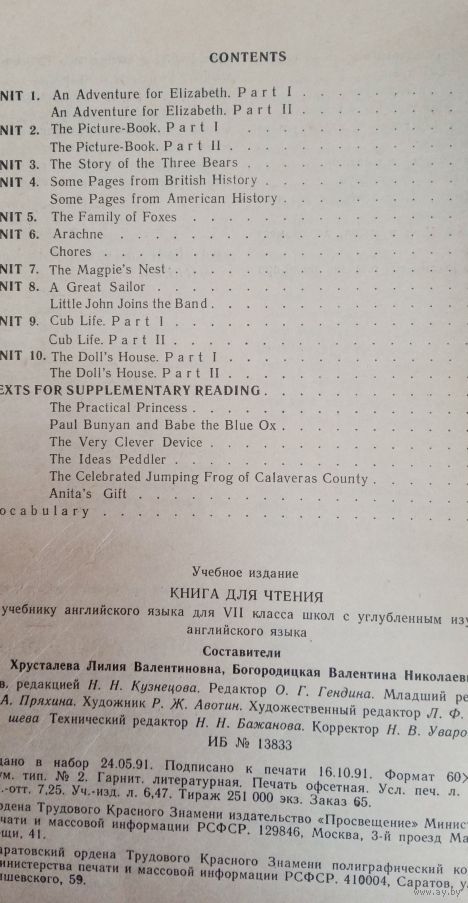 CONTENTS
NIT 1. An Adventure for Elizabeth. Part I . . . . . . . . .
An Adventure for Elizabeth. Part II . . . . . . . . .
NIT 2. The Picture-Book. Part I . . . . . . . . .
The Picture-Book. Part II . . . . . . . . .
NIT 3. The Story of the Three Bears . . . . . . . . .
NIT 4. Some Pages from British History . . . . . . . . .
Some Pages from American History . . . . . . . . .
NIT 5. The Family of Foxes . . . . . . . . .
NIT 6. Arachne . . . . . . . . .
Chores . . . . . . . . .
NIT 7. The Magpie's Nest . . . . . . . . .
NIT 8. A Great Sailor . . . . . . . . .
Little John Joins the Band . . . . . . . . .
NIT 9. Cub Life. Part I . . . . . . . . .
Cub Life. Part II . . . . . . . . .
NIT 10. The Doll's House. Part I . . . . . . . . .
The Doll's House. Part II . . . . . . . . .
EXTS FOR SUPPLEMENTARY READING . . . . . . . . .
The Practical Princess . . . . . . . . .
Paul Bunyan and Babe the Blue Ox . . . . . . . . .
The Very Clever Device . . . . . . . . .
The Ideas Peddler . . . . . . . . .
The Celebrated Jumping Frog of Calaveras County . . . . . .
Anita's Gift . . . . . . . . .
ocabulary . . . . . . . . .
Учебное издание
КНИГА ДЛЯ ЧТЕНИЯ
учебнику английского языка для VII класса школ с углубленным изу
английского языка
Составители
Хрусталева Лилия Валентиновна, Богородицкая Валентина Николаев
в. редакцией Н. Н. Кузнецова. Редактор О. Г. Гендина. Младший ре
А. Пряхина. Художник Р. Ж. Авотин. Художественный редактор Л. Ф.
шева Технический редактор Н. Н. Бажанова. Корректор Н. В. Уваро
ИБ № 13833
дано в набор 24.05.91. Подписано к печати 16.10.91. Формат 60×
ум. тип. № 2. Гарнит. литературная. Печать офсетная. Усл. печ. л.
.-отт. 7,25. Уч.-изд. л. 6,47. Тираж 251 000 экз. Заказ 65.
рдена Трудового Красного Знамени издательство «Просвещение» Минис
чати и массовой информации РСФСР. 129846, Москва, 3-й проезд Ма
ощи, 41.
аратовский ордена Трудового Красного Знамени полиграфический ко
инистерства печати и массовой информации РСФСР. 410004, Саратов, у
ышевского, 59.
www.ay.by